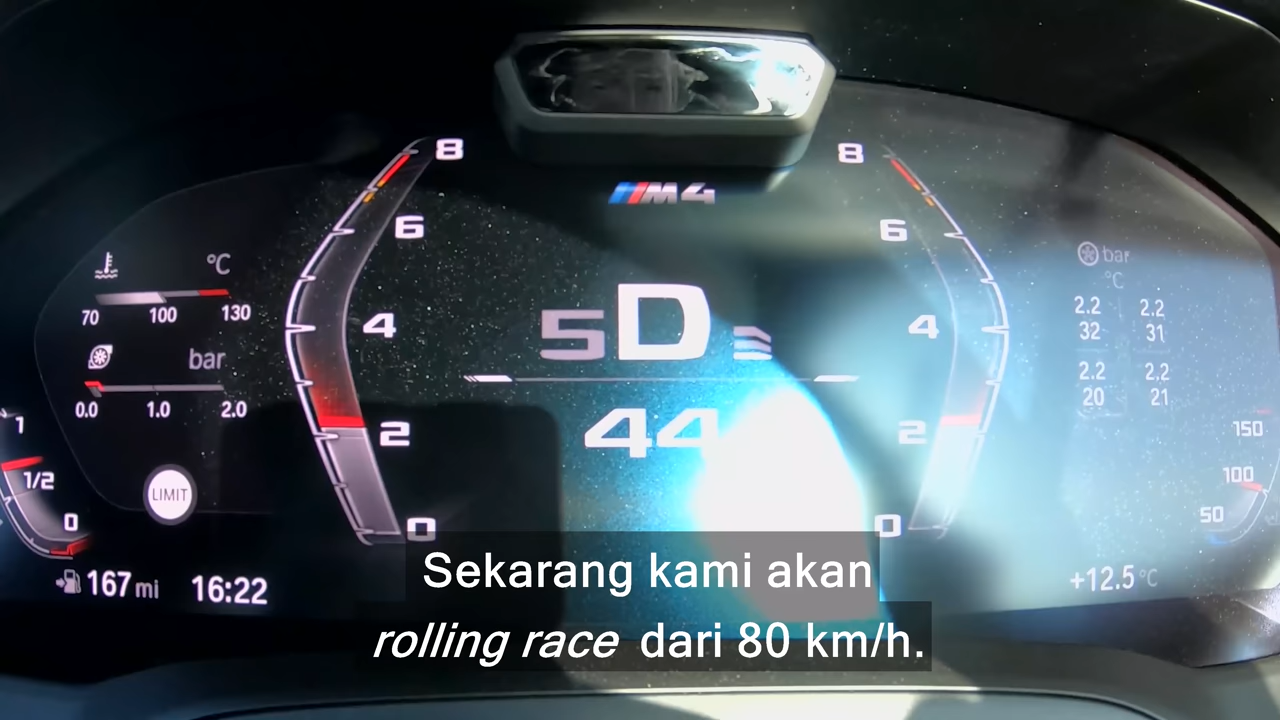 8 8
M4
6 6
°C
bar
°C
70 100 130
5D
4 4
2.2 2.2
32 31
bar
0.0 1.0 2.0
2.2 2.2
20 21
44
2 2
1
1/2
0
LIMIT
150
100
50
0 0
167 mi 16:22
+12.5°C
Sekarang kami akan
rolling race dari 80 km/h.